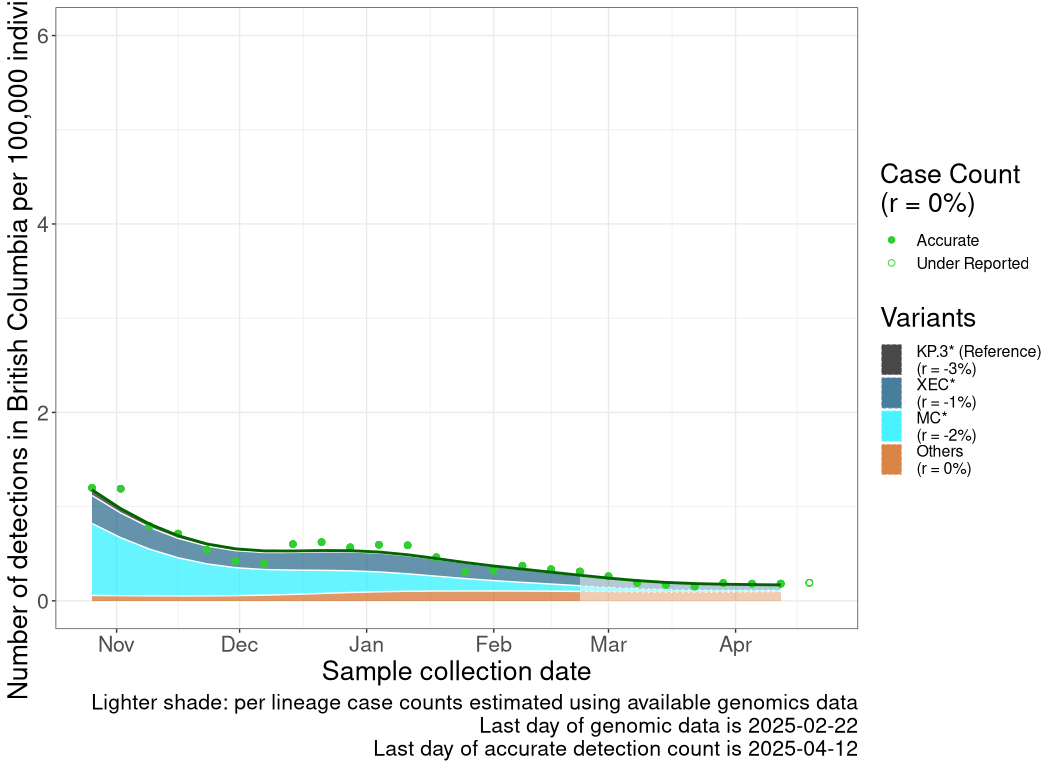 Number of detections in British Columbia per 100,000
6
4
2
0
Nov Dec Jan Feb Mar Apr
Sample collection date
Lighter shade: per lineage case counts estimated using available genomics data
Last day of genomic data is 2025-02-22
Last day of accurate detection count is 2025-04-12
Case Count
(r = 0%)
Accurate
Under Reported
Variants
KP.3* (Reference)
(r = -3%)
XEC*
(r = -1%)
MC*
(r = -2%)
Others
(r = 0%)